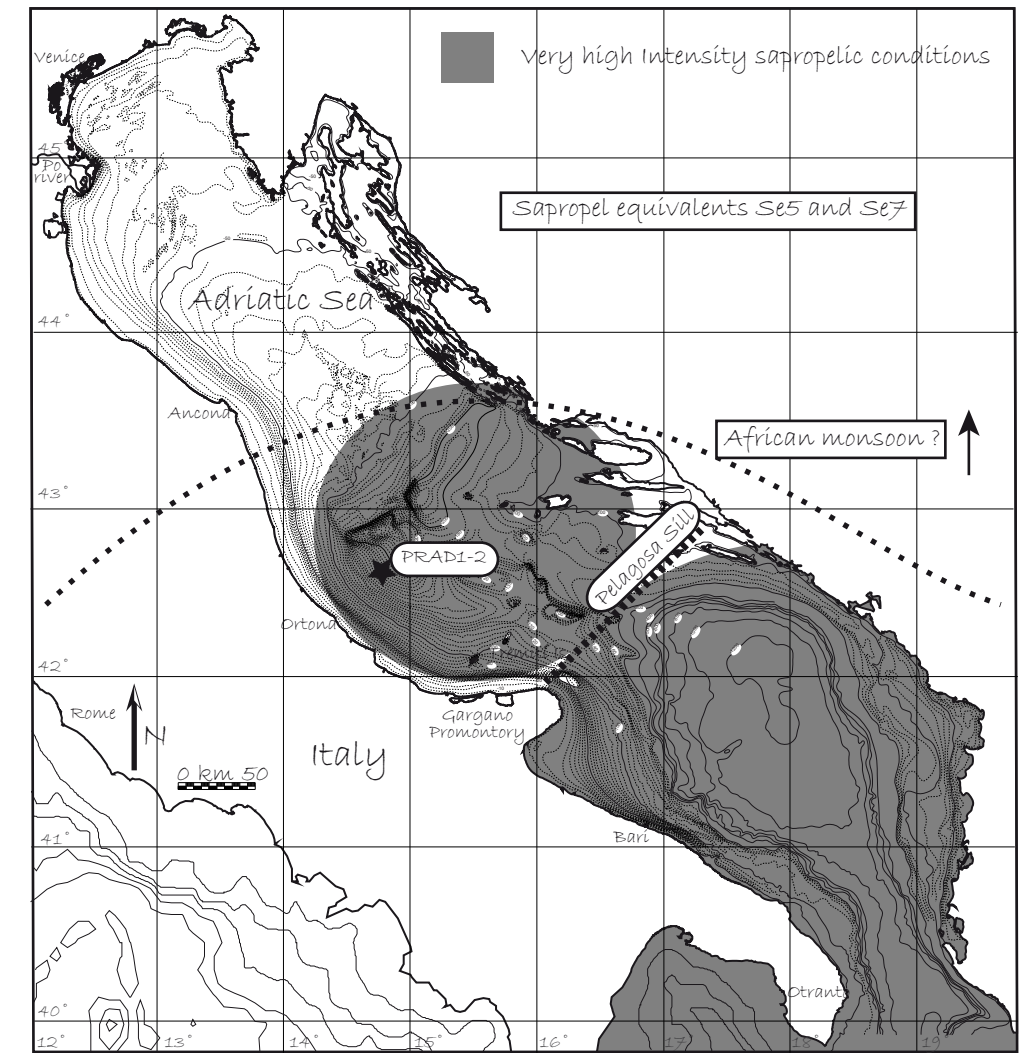 Venice
Very high Intensity sapropelic conditions
45°
Po
river
Sapropel equivalents Se5 and Se7
Adriatic Sea
44°
Ancona
African monsoon ?
43°
PRAD1-2
Pelagosa Sill
Ortona
42°
Rome
N
Gargano
Promontory
Italy
0 km 50
Bari
41°
Otranto
40°
12° 13° 14° 15° 16° 17° 18° 19°